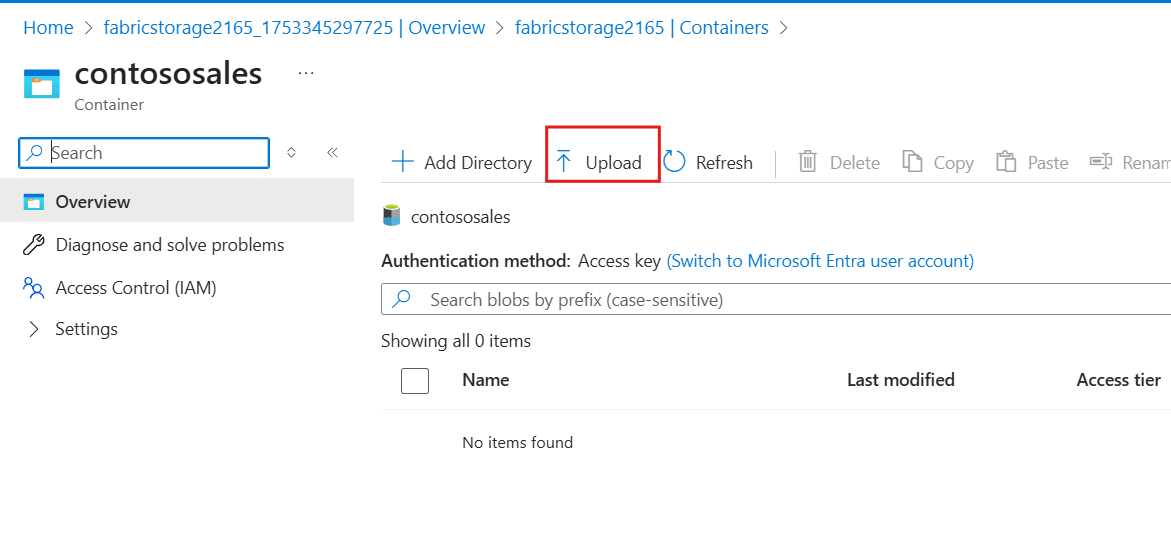 Home > fabricstorage2165_1753345297725 | Overview > fabricstorage2165 | Containers >
contososales ...
Container
Search
Add Directory Upload Refresh Delete Copy Paste Renam
Overview
contososales
Diagnose and solve problems
Authentication method: Access key (Switch to Microsoft Entra user account)
Access Control (IAM)
Search blobs by prefix (case-sensitive)
Settings
Showing all 0 items
Name Last modified Access tier
No items found